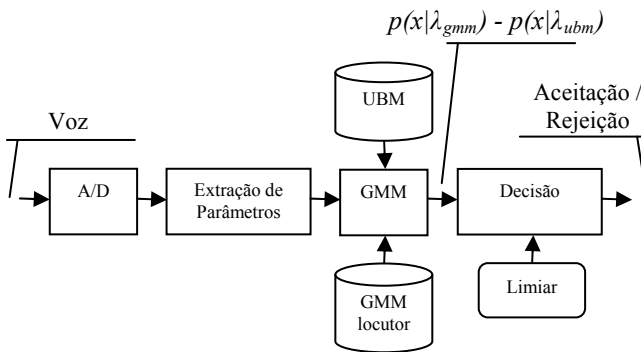 p(x|λgmm) - p(x|λubm)
UBM
Aceitação /
Rejeição
Voz
A/D
Extração de
Parâmetros
GMM
Decisão
GMM
locutor
Limiar